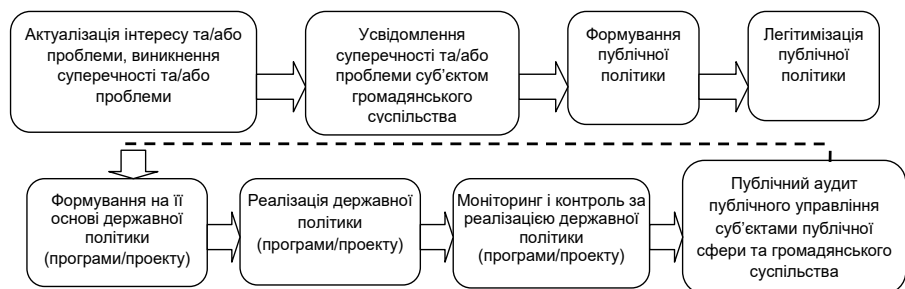 Актуалізація інтересу та/або
проблеми, виникнення
суперечності та/або
проблеми
Усвідомлення
суперечності та/або
проблеми суб’єктом
громадянського
суспільства
Формування
публічної
політики
Легітимізація
публічної
політики
Формування на її
основі державної
політики
(програми/проекту)
Реалізація державної
політики
(програми/проекту)
Моніторинг і контроль за
реалізацією державної
політики
(програми/проекту)
Публічний аудит
публічного управління
суб’єктами публічної
сфери та громадянського
суспільства